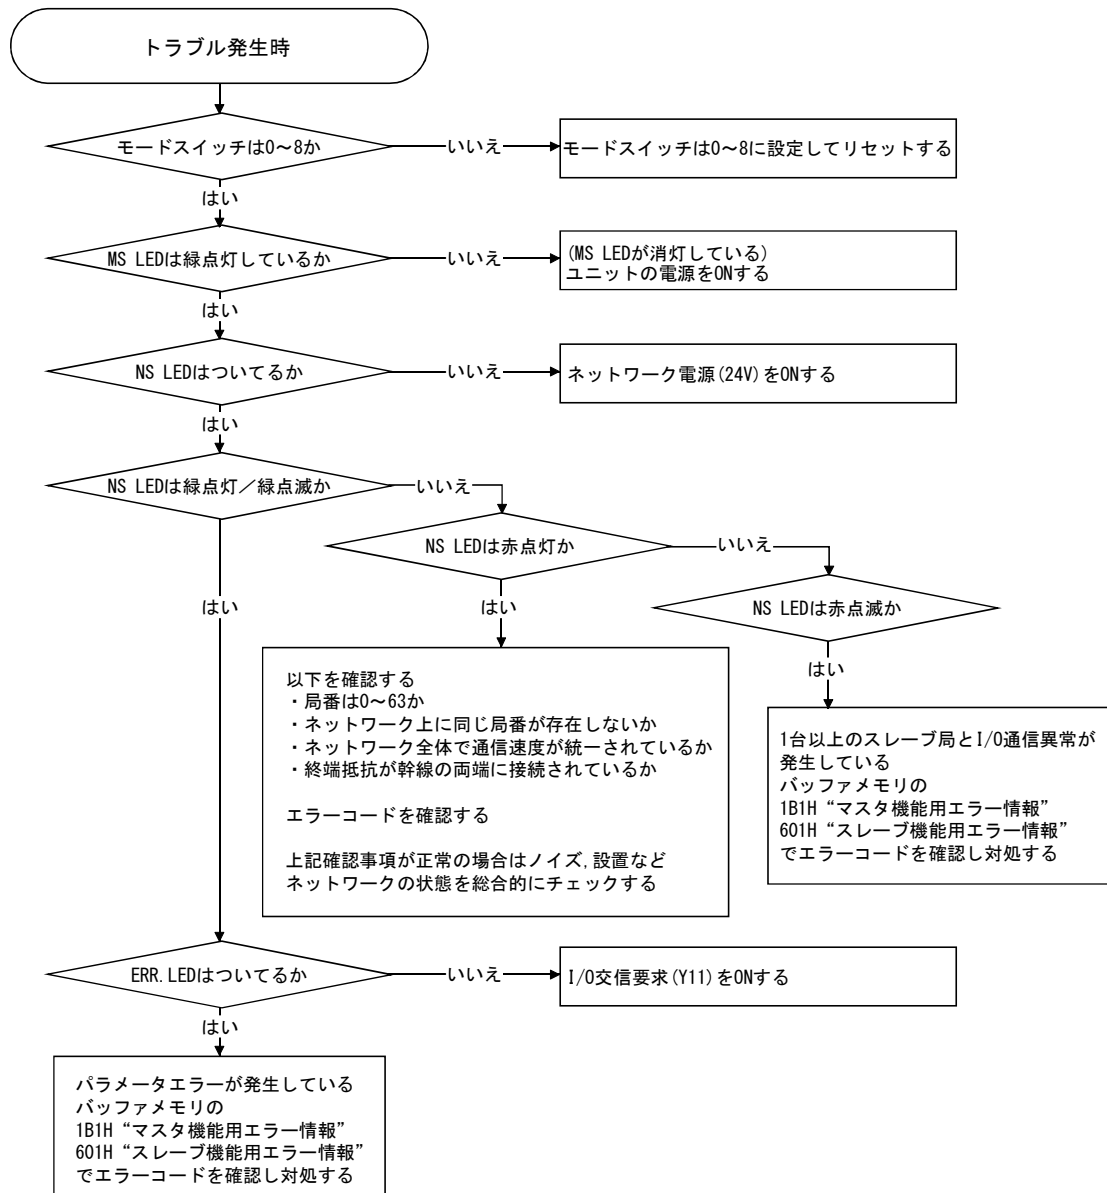 トラブル発生時
モードスイッチは0～8か
いいえ
モードスイッチは0～8に設定してリセットする
はい
MS LEDは緑点灯しているか
いいえ
(MS LEDが消灯している)
ユニットの電源をONする
はい
NS LEDはついてるか
いいえ
ネットワーク電源(24V)をONする
はい
NS LEDは緑点灯／緑点滅か
いいえ
NS LEDは赤点灯か
いいえ
NS LEDは赤点滅か
はい
はい
はい
以下を確認する
・局番は0～63か
・ネットワーク上に同じ局番が存在しないか
・ネットワーク全体で通信速度が統一されているか
・終端抵抗が幹線の両端に接続されているか
エラーコードを確認する
上記確認事項が正常の場合はノイズ,設置など
ネットワークの状態を総合的にチェックする
1台以上のスレーブ局とI/O通信異常が
発生している
バッファメモリの
1B1H “マスタ機能用エラー情報”
601H “スレーブ機能用エラー情報”
でエラーコードを確認し対処する
ERR.LEDはついてるか
いいえ
I/O交信要求(Y11)をONする
はい
パラメータエラーが発生している
バッファメモリの
1B1H “マスタ機能用エラー情報”
601H “スレーブ機能用エラー情報”
でエラーコードを確認し対処する